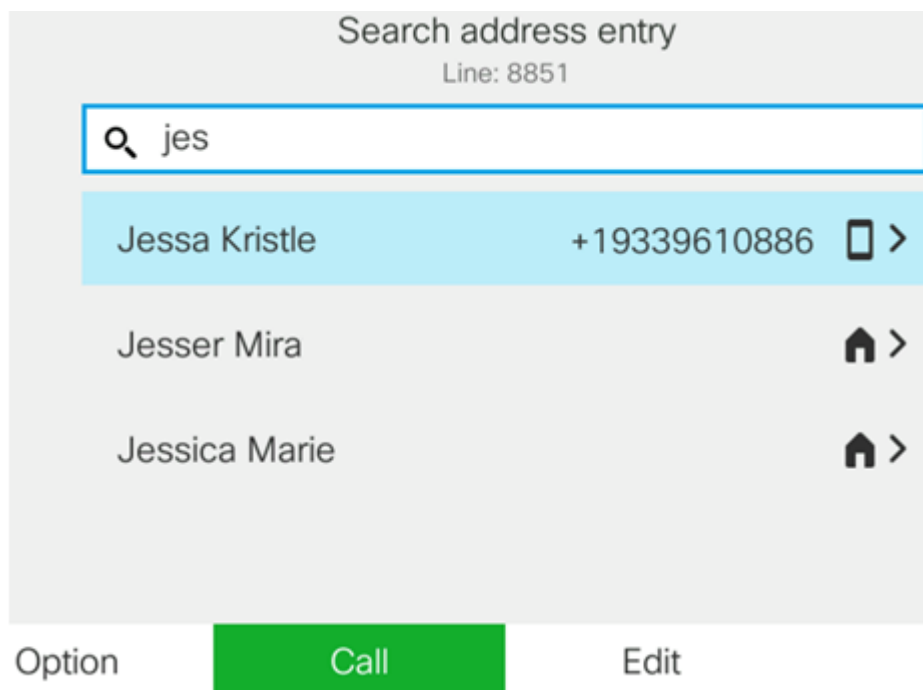 Search address entry
Line: 8851
jes
Jessa Kristle +19339610886
Jesser Mira
Jessica Marie
Option Call Edit